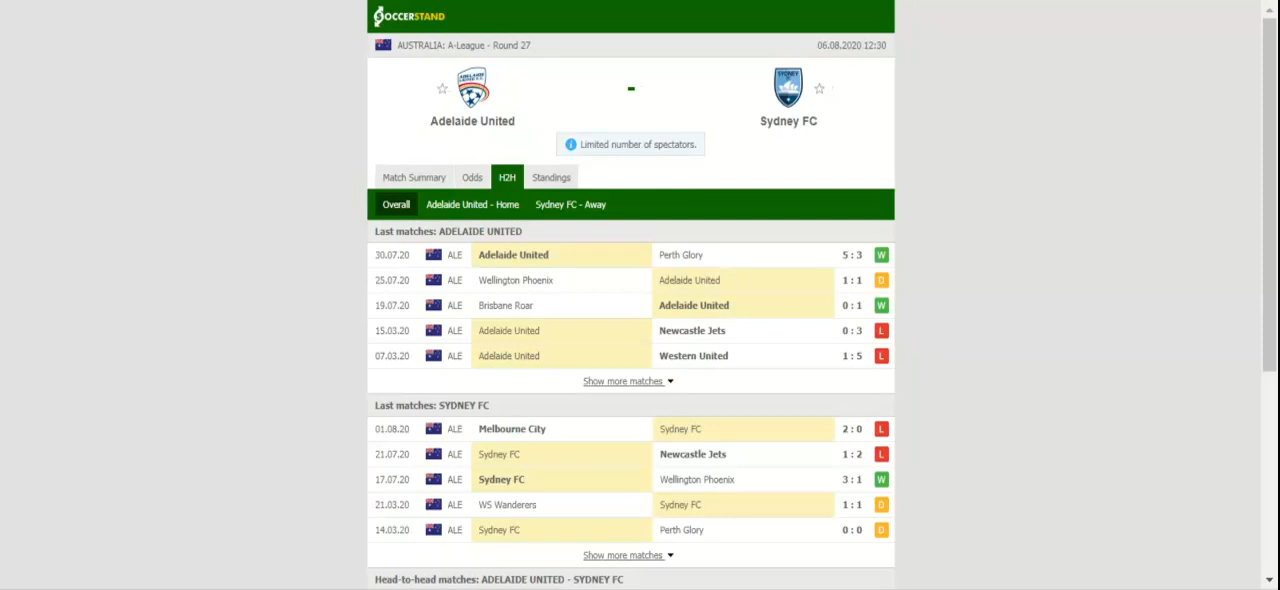 SOCCERSTAND
AUSTRALIA: A-League - Round 27 06.08.2020 12:30
-
Adelaide United Sydney FC
Limited number of spectators.
Match Summary Odds H2H Standings
Overall Adelaide United - Home Sydney FC - Away
Last matches: ADELAIDE UNITED
30.07.20 ALE Adelaide United Perth Glory 5 : 3 W
25.07.20 ALE Wellington Phoenix Adelaide United 1 : 1 D
19.07.20 ALE Brisbane Roar Adelaide United 0 : 1 W
15.03.20 ALE Adelaide United Newcastle Jets 0 : 3 L
07.03.20 ALE Adelaide United Western United 1 : 5 L
Show more matches
Last matches: SYDNEY FC
01.08.20 ALE Melbourne City Sydney FC 2 : 0 L
21.07.20 ALE Sydney FC Newcastle Jets 1 : 2 L
17.07.20 ALE Sydney FC Wellington Phoenix 3 : 1 W
21.03.20 ALE WS Wanderers Sydney FC 1 : 1 D
14.03.20 ALE Sydney FC Perth Glory 0 : 0 D
Show more matches
Head-to-head matches: ADELAIDE UNITED - SYDNEY FC